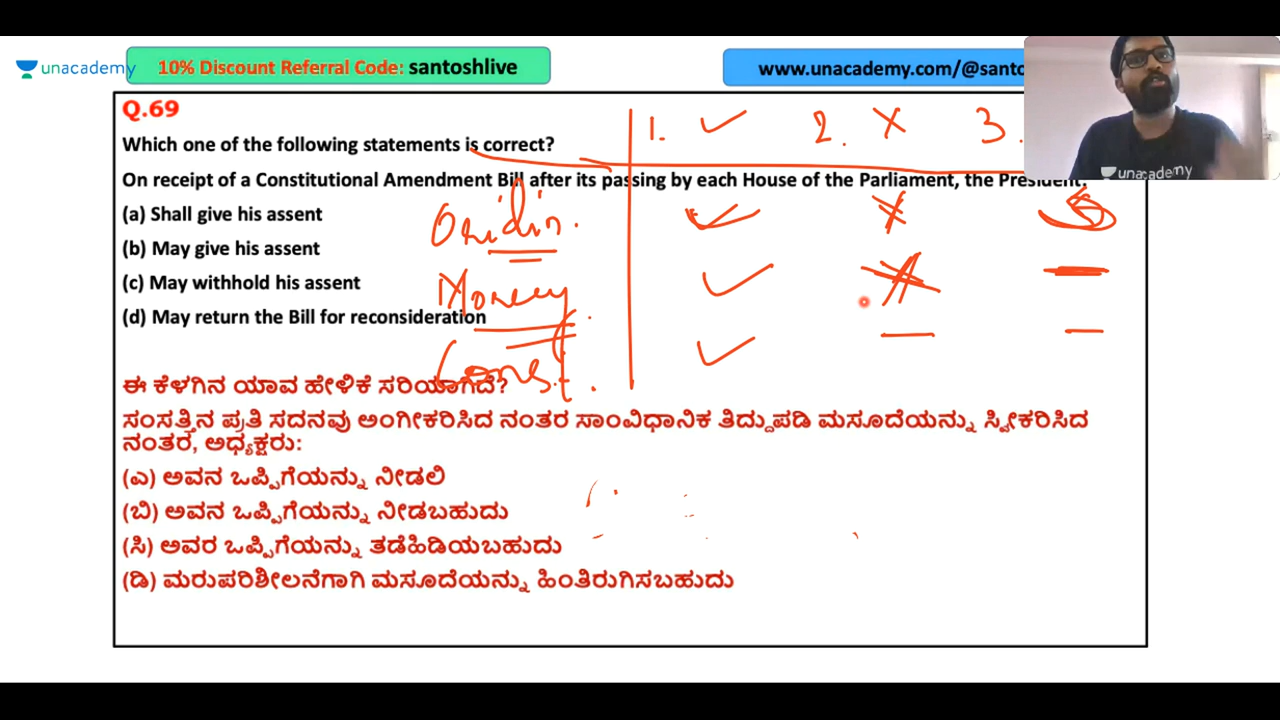 unacademy 10% Discount Referral Code: santoshlive www.unacademy.com/@santo
Q.69
1. ✓ 2. X 3.
Which one of the following statements is correct?
On receipt of a Constitutional Amendment Bill after its passing by each House of the Parliament, the President:
unacademy
(a) Shall give his assent
(b) May give his assent
(c) May withhold his assent
Money
(d) May return the Bill for reconsideration
Const.
ಈ ಕೆಳಗಿನ ಯಾವ ಹೇಳಿಕೆ ಸರಿಯಾಗಿದೆ?
ಸಂಸತ್ತಿನ ಪ್ರತಿ ಸದನವು ಅಂಗೀಕರಿಸಿದ ನಂತರ ಸಾಂವಿಧಾನಿಕ ತಿದ್ದುಪಡಿ ಮಸೂದೆಯನ್ನು ಸ್ವೀಕರಿಸಿದ
ನಂತರ, ಅಧ್ಯಕ್ಷರು:
(ಎ) ಅವನ ಒಪ್ಪಿಗೆಯನ್ನು ನೀಡಲಿ
(ಬಿ) ಅವನ ಒಪ್ಪಿಗೆಯನ್ನು ನೀಡಬಹುದು
(ಸಿ) ಅವರ ಒಪ್ಪಿಗೆಯನ್ನು ತಡೆಹಿಡಿಯಬಹುದು
(ಡಿ) ಮರುಪರಿಶೀಲನೆಗಾಗಿ ಮಸೂದೆಯನ್ನು ಹಿಂತಿರುಗಿಸಬಹುದು